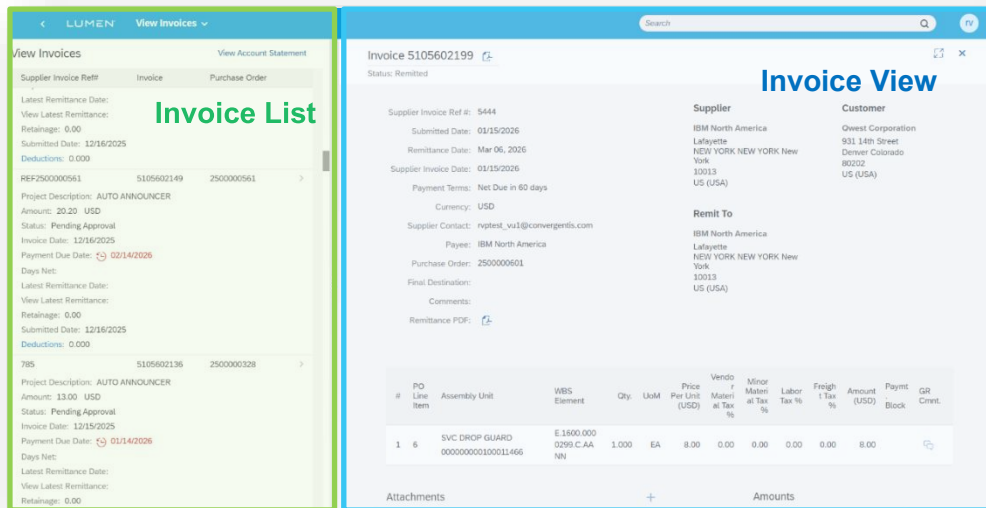 LUMEN View Invoices
Search
rv
View Invoices View Account Statement
Supplier Invoice Ref# Invoice Purchase Order
Latest Remittance Date:
View Latest Remittance:
Retainage: 0.00
Submitted Date: 12/16/2025
Deductions: 0.000
Invoice List
REF2500000561 5105602149 2500000561
Project Description: AUTO ANNOUNCER
Amount: 20.20 USD
Status: Pending Approval
Invoice Date: 12/16/2025
Payment Due Date: 02/14/2026
Days Net:
Latest Remittance Date:
View Latest Remittance:
Retainage: 0.00
Submitted Date: 12/16/2025
Deductions: 0.000
785 5105602136 2500000328
Project Description: AUTO ANNOUNCER
Amount: 13.00 USD
Status: Pending Approval
Invoice Date: 12/15/2025
Payment Due Date: 01/14/2026
Days Net:
Latest Remittance Date:
View Latest Remittance:
Retainage: 0.00
Invoice 5105602199
Status: Remitted
Invoice View
Supplier Invoice Ref #: 5444
Submitted Date: 01/15/2026
Remittance Date: Mar 06, 2026
Supplier Invoice Date: 01/15/2026
Payment Terms: Net Due in 60 days
Currency: USD
Supplier Contact: rvptest_vu1@convergentis.com
Payee: IBM North America
Purchase Order: 2500000601
Final Destination:
Comments:
Remittance PDF:
Supplier
IBM North America
Lafayette
NEW YORK NEW YORK New
York
10013
US (USA)
Remit To
IBM North America
Lafayette
NEW YORK NEW YORK New
York
10013
US (USA)
Customer
Qwest Corporation
931 14th Street
Denver Colorado
80202
US (USA)
# PO Line Item Assembly Unit WBS Element Qty. UoM Price Per Unit (USD) Vendor Material Tax % Minor Material Tax % Labor Tax % Freight Tax % Amount (USD) Paymt. Block GR Cmnt.
1 6 SVC DROP GUARD 000000000100011466 E.1600.0000299.C.AANN 1.000 EA 8.00 0.00 0.00 0.00 0.00 8.00
Attachments + Amounts